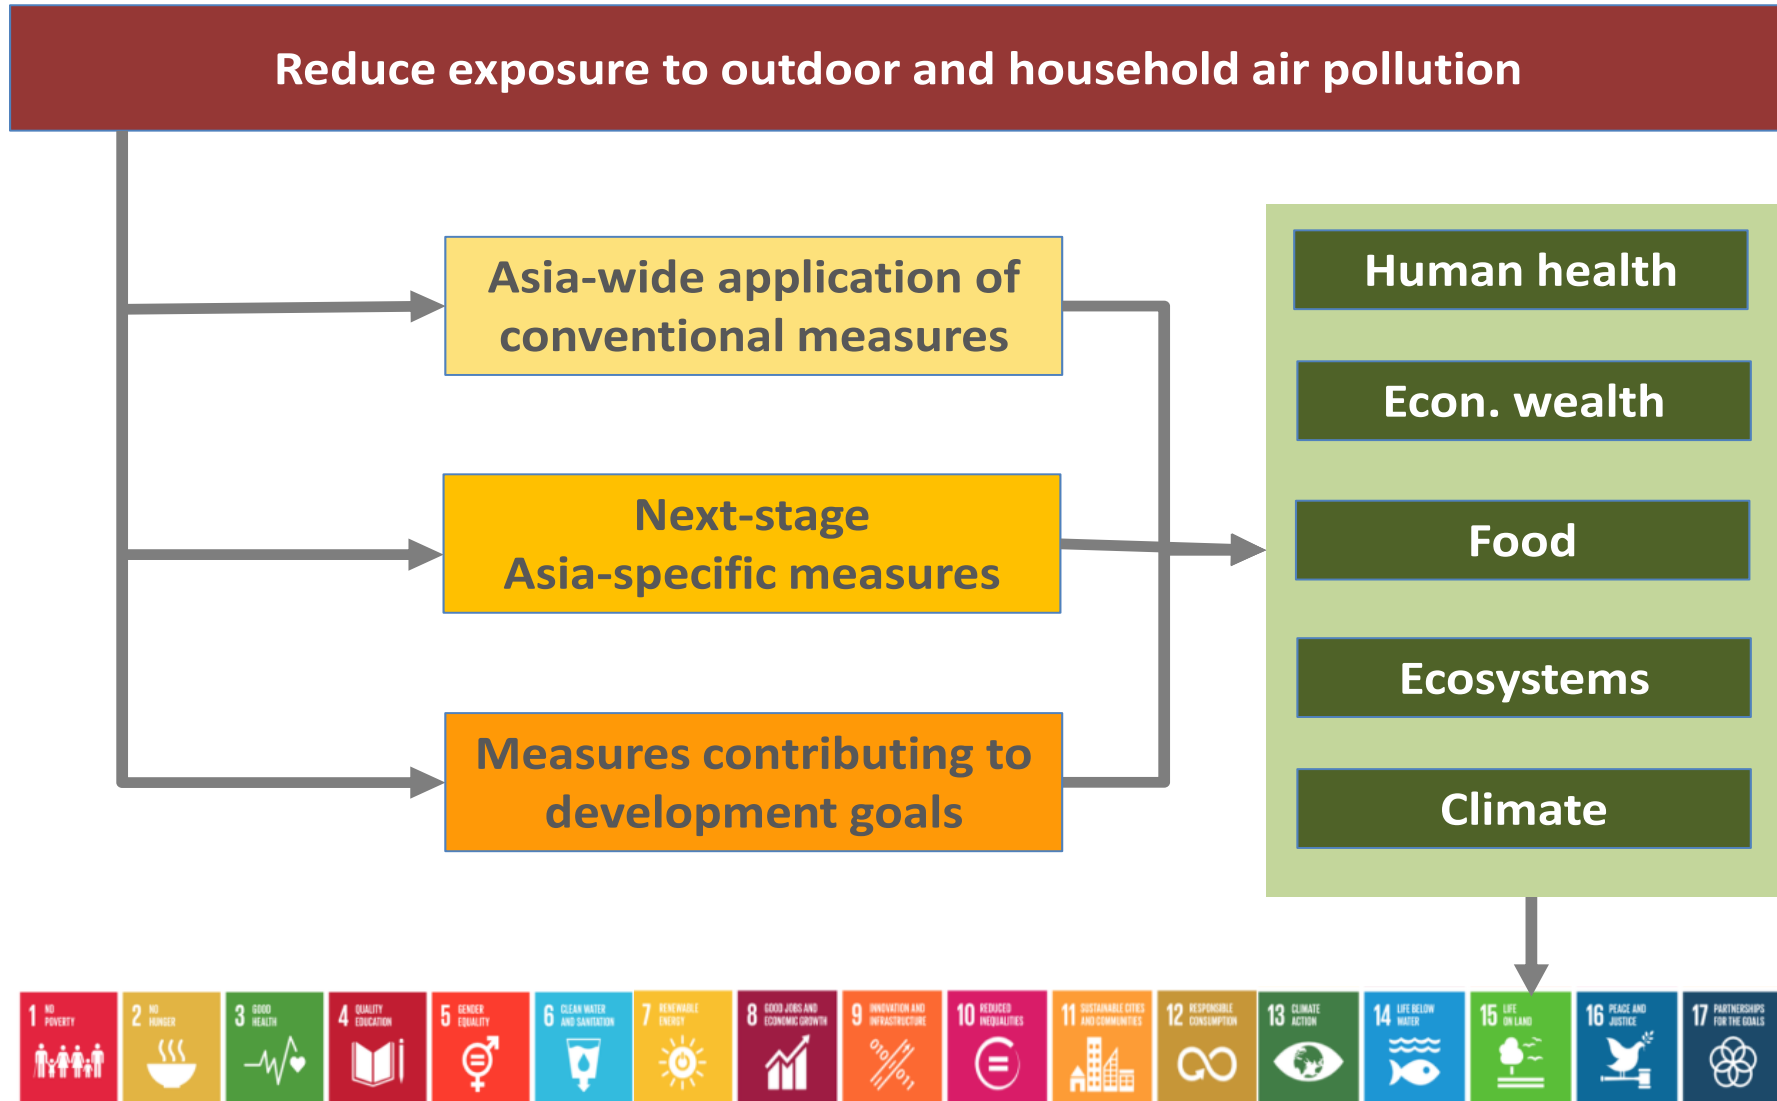 Reduce exposure to outdoor and household air pollution
Asia-wide application of
conventional measures
Next-stage
Asia-specific measures
Measures contributing to
development goals
Human health
Econ. wealth
Food
Ecosystems
Climate
1 NO
POVERTY
2 NO
HUNGER
3 GOOD
HEALTH
4 QUALITY
EDUCATION
5 GENDER
EQUALITY
6 CLEAN WATER
AND SANITATION
7 RENEWABLE
ENERGY
8 GOOD JOBS AND
ECONOMIC GROWTH
9 INNOVATION AND
INFRASTRUCTURE
010
011
10 REDUCED
INEQUALITIES
11 SUSTAINABLE CITIES
AND COMMUNITIES
12 RESPONSIBLE
CONSUMPTION
13 CLIMATE
ACTION
14 LIFE BELOW
WATER
15 LIFE
ON LAND
16 PEACE AND
JUSTICE
17 PARTNERSHIPS
FOR THE GOALS